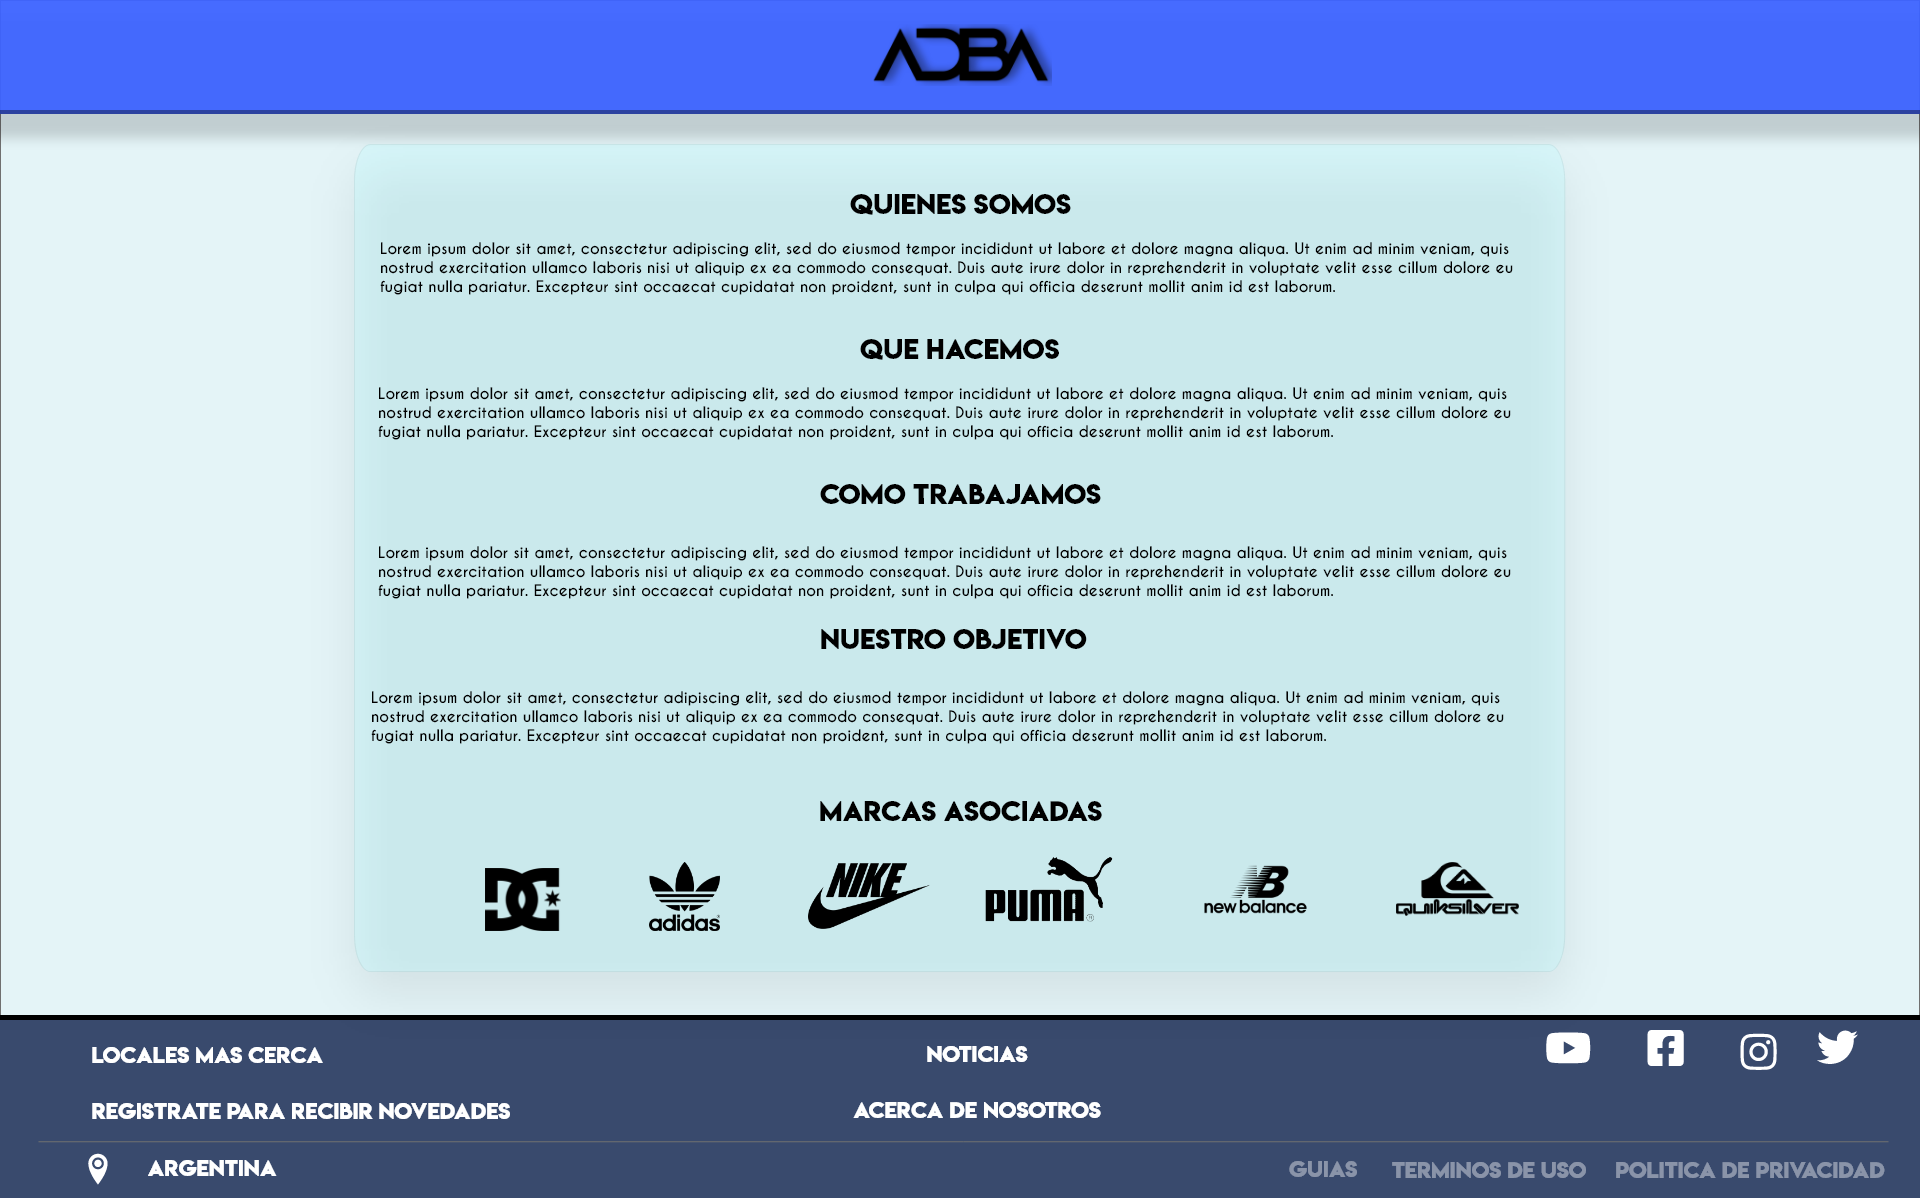 ADBA
QUIENES SOMOS
Lorem ipsum dolor sit amet, consectetur adipiscing elit, sed do eiusmod tempor incididunt ut labore et dolore magna aliqua. Ut enim ad minim veniam, quis
nostrud exercitation ullamco laboris nisi ut aliquip ex ea commodo consequat. Duis aute irure dolor in reprehenderit in voluptate velit esse cillum dolore eu
fugiat nulla pariatur. Excepteur sint occaecat cupidatat non proident, sunt in culpa qui officia deserunt mollit anim id est laborum.
QUE HACEMOS
Lorem ipsum dolor sit amet, consectetur adipiscing elit, sed do eiusmod tempor incididunt ut labore et dolore magna aliqua. Ut enim ad minim veniam, quis
nostrud exercitation ullamco laboris nisi ut aliquip ex ea commodo consequat. Duis aute irure dolor in reprehenderit in voluptate velit esse cillum dolore eu
fugiat nulla pariatur. Excepteur sint occaecat cupidatat non proident, sunt in culpa qui officia deserunt mollit anim id est laborum.
COMO TRABAJAMOS
Lorem ipsum dolor sit amet, consectetur adipiscing elit, sed do eiusmod tempor incididunt ut labore et dolore magna aliqua. Ut enim ad minim veniam, quis
nostrud exercitation ullamco laboris nisi ut aliquip ex ea commodo consequat. Duis aute irure dolor in reprehenderit in voluptate velit esse cillum dolore eu
fugiat nulla pariatur. Excepteur sint occaecat cupidatat non proident, sunt in culpa qui officia deserunt mollit anim id est laborum.
NUESTRO OBJETIVO
Lorem ipsum dolor sit amet, consectetur adipiscing elit, sed do eiusmod tempor incididunt ut labore et dolore magna aliqua. Ut enim ad minim veniam, quis
nostrud exercitation ullamco laboris nisi ut aliquip ex ea commodo consequat. Duis aute irure dolor in reprehenderit in voluptate velit esse cillum dolore eu
fugiat nulla pariatur. Excepteur sint occaecat cupidatat non proident, sunt in culpa qui officia deserunt mollit anim id est laborum.
MARCAS ASOCIADAS
DC
adidas
NIKE
PUMA
NB
new balance
QUIKSILVER
LOCALES MAS CERCA
NOTICIAS
REGISTRATE PARA RECIBIR NOVEDADES
ACERCA DE NOSOTROS
ARGENTINA
GUIAS
TERMINOS DE USO
POLITICA DE PRIVACIDAD